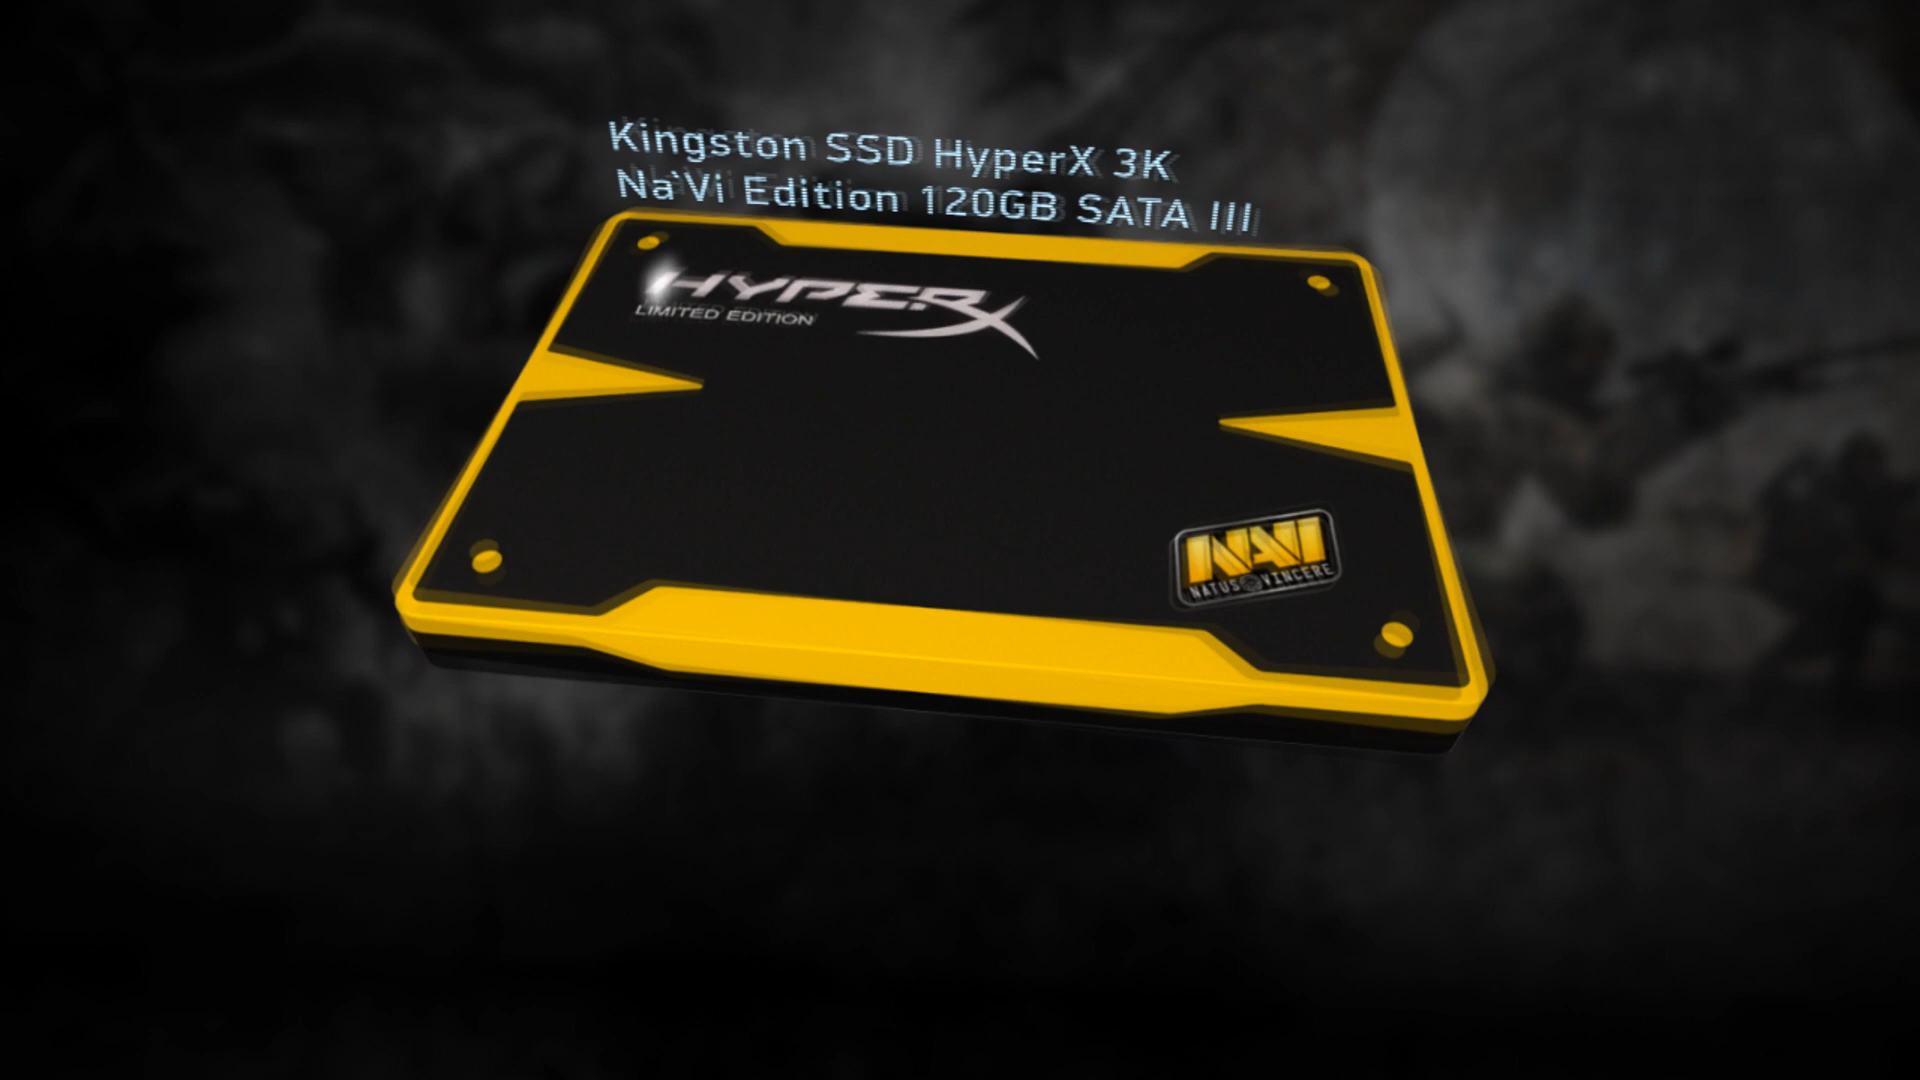 Kingston SSD HyperX 3K
Na`Vi Edition 120GB SATA III
HYPERX
LIMITED EDITION
NAVI
NATUS VINCERE